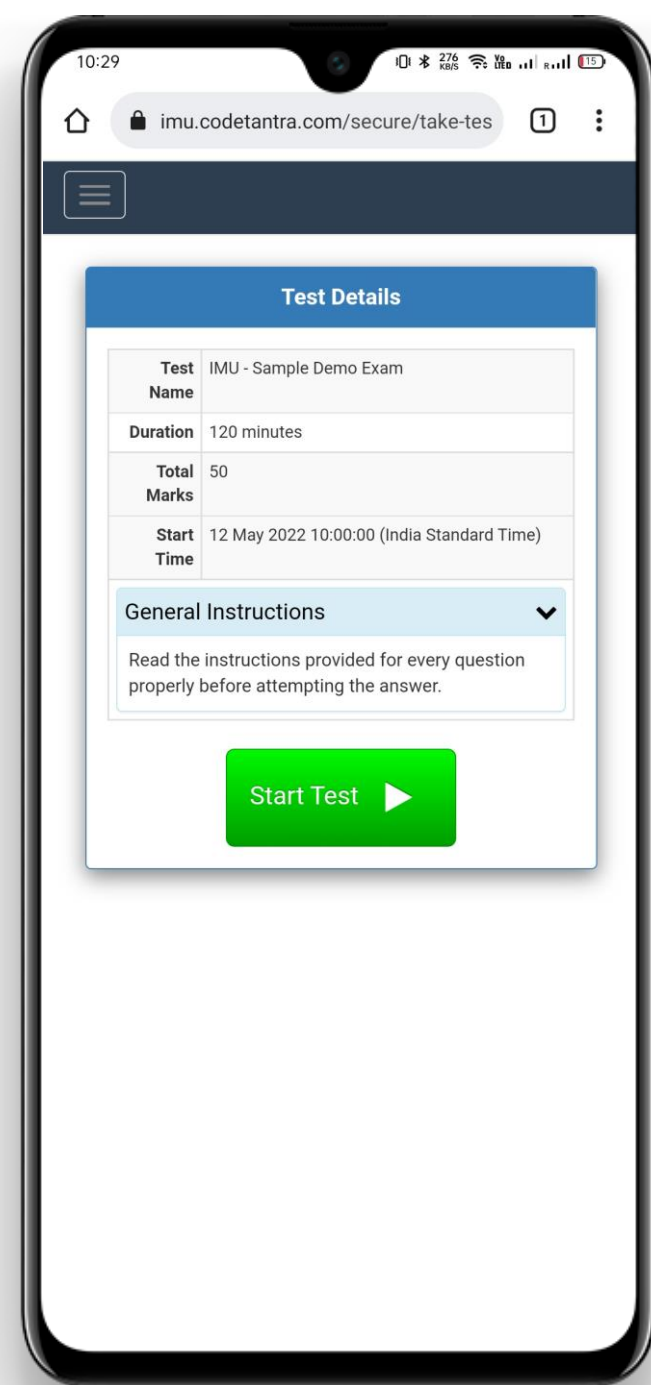 10:29
276 KB/S Vo LTE R 15
imu.codetantra.com/secure/take-tes 1
Test Details
Test Name IMU - Sample Demo Exam
Duration 120 minutes
Total Marks 50
Start Time 12 May 2022 10:00:00 (India Standard Time)
General Instructions
Read the instructions provided for every question
properly before attempting the answer.
Start Test